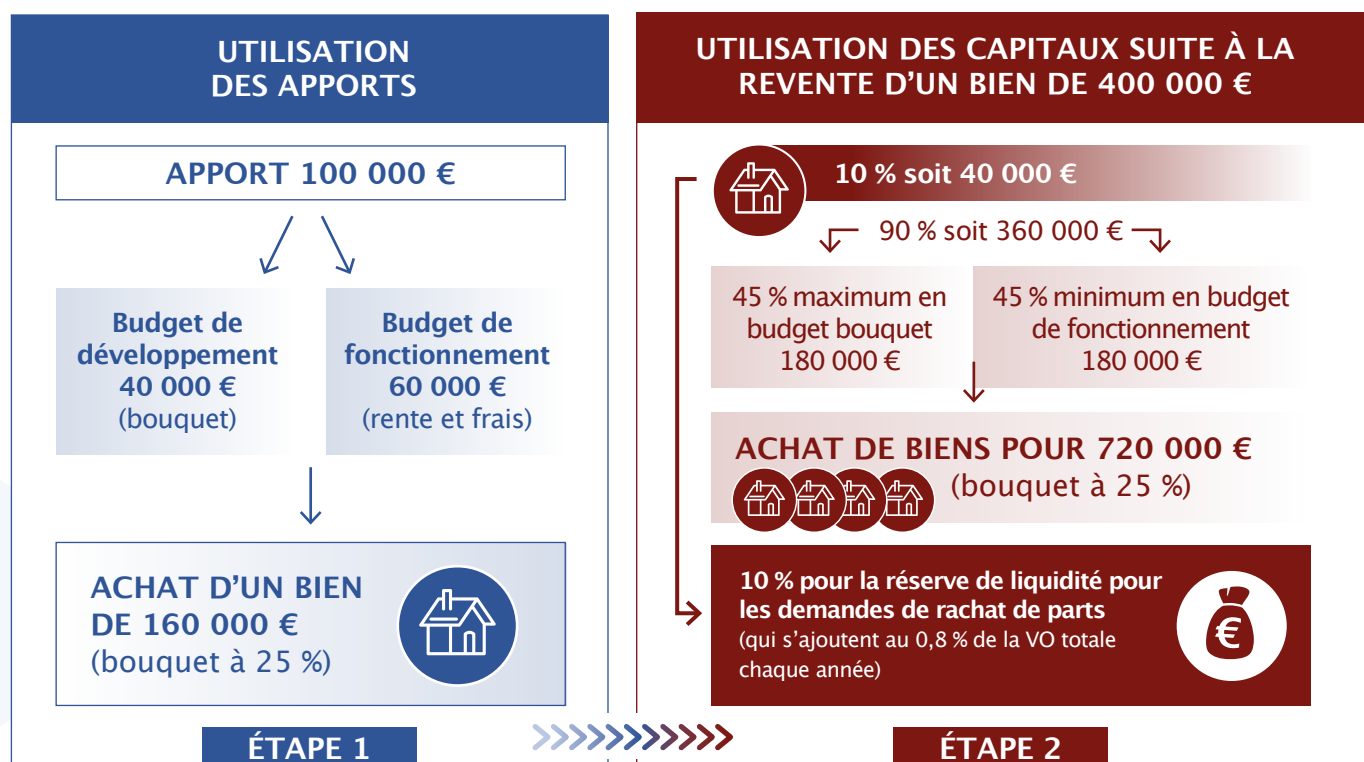 UTILISATION
DES APPORTS
APPORT 100 000 €
Budget de
développement
40 000 €
(bouquet)
Budget de
fonctionnement
60 000 €
(rente et frais)
ACHAT D’UN BIEN
DE 160 000 €
(bouquet à 25 %)
ÉTAPE 1
UTILISATION DES CAPITAUX SUITE À LA
REVENTE D’UN BIEN DE 400 000 €
10 % soit 40 000 €
90 % soit 360 000 €
45 % maximum en
budget bouquet
180 000 €
45 % minimum en budget
de fonctionnement
180 000 €
ACHAT DE BIENS POUR 720 000 €
(bouquet à 25 %)
10 % pour la réserve de liquidité pour
les demandes de rachat de parts
(qui s’ajoutent au 0,8 % de la VO totale
chaque année)
€
ÉTAPE 2